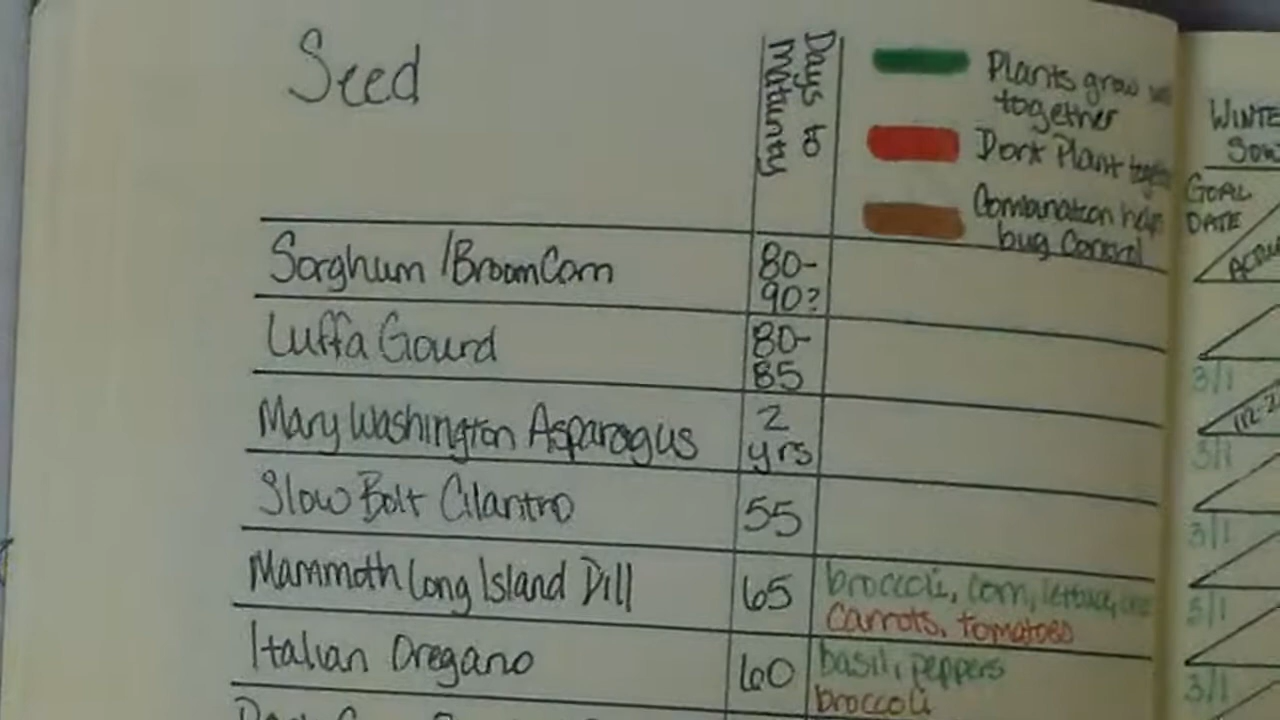 Seed
Days to
Maturity
Plants grow
together
Don't Plant
Combination helps
bug Control
WINTE
Sow
GOAL
DATE
Sorghum /Broom Corn
80-
90?
Luffa Gourd
80-
85
3/1
Mary Washington Asparagus
2
yrs
3/1
Slow Bolt Cilantro
55
3/1
Mammoth Long Island Dill
65
broccoli, corn, lettuce,
carrots, tomatoes
3/1
Italian Oregano
60
basil, peppers
broccoli
3/1